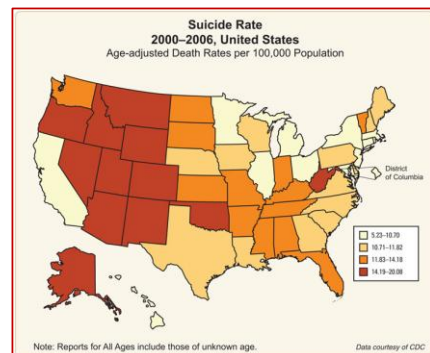 Suicide Rate
2000–2006, United States
Age-adjusted Death Rates per 100,000 Population
District
of Columbia
5.23–10.70
10.71–11.82
11.83–14.18
14.19–20.08
Note: Reports for All Ages include those of unknown age.
Data courtesy of CDC